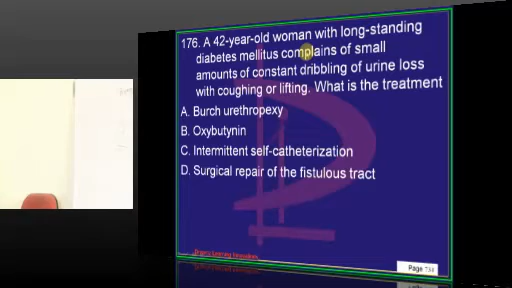 176. A 42-year-old woman with long-standing
diabetes mellitus complains of small
amounts of constant dribbling of urine loss
with coughing or lifting. What is the treatment
A. Burch urethropexy
B. Oxybutynin
C. Intermittent self-catheterization
D. Surgical repair of the fistulous tract
Page